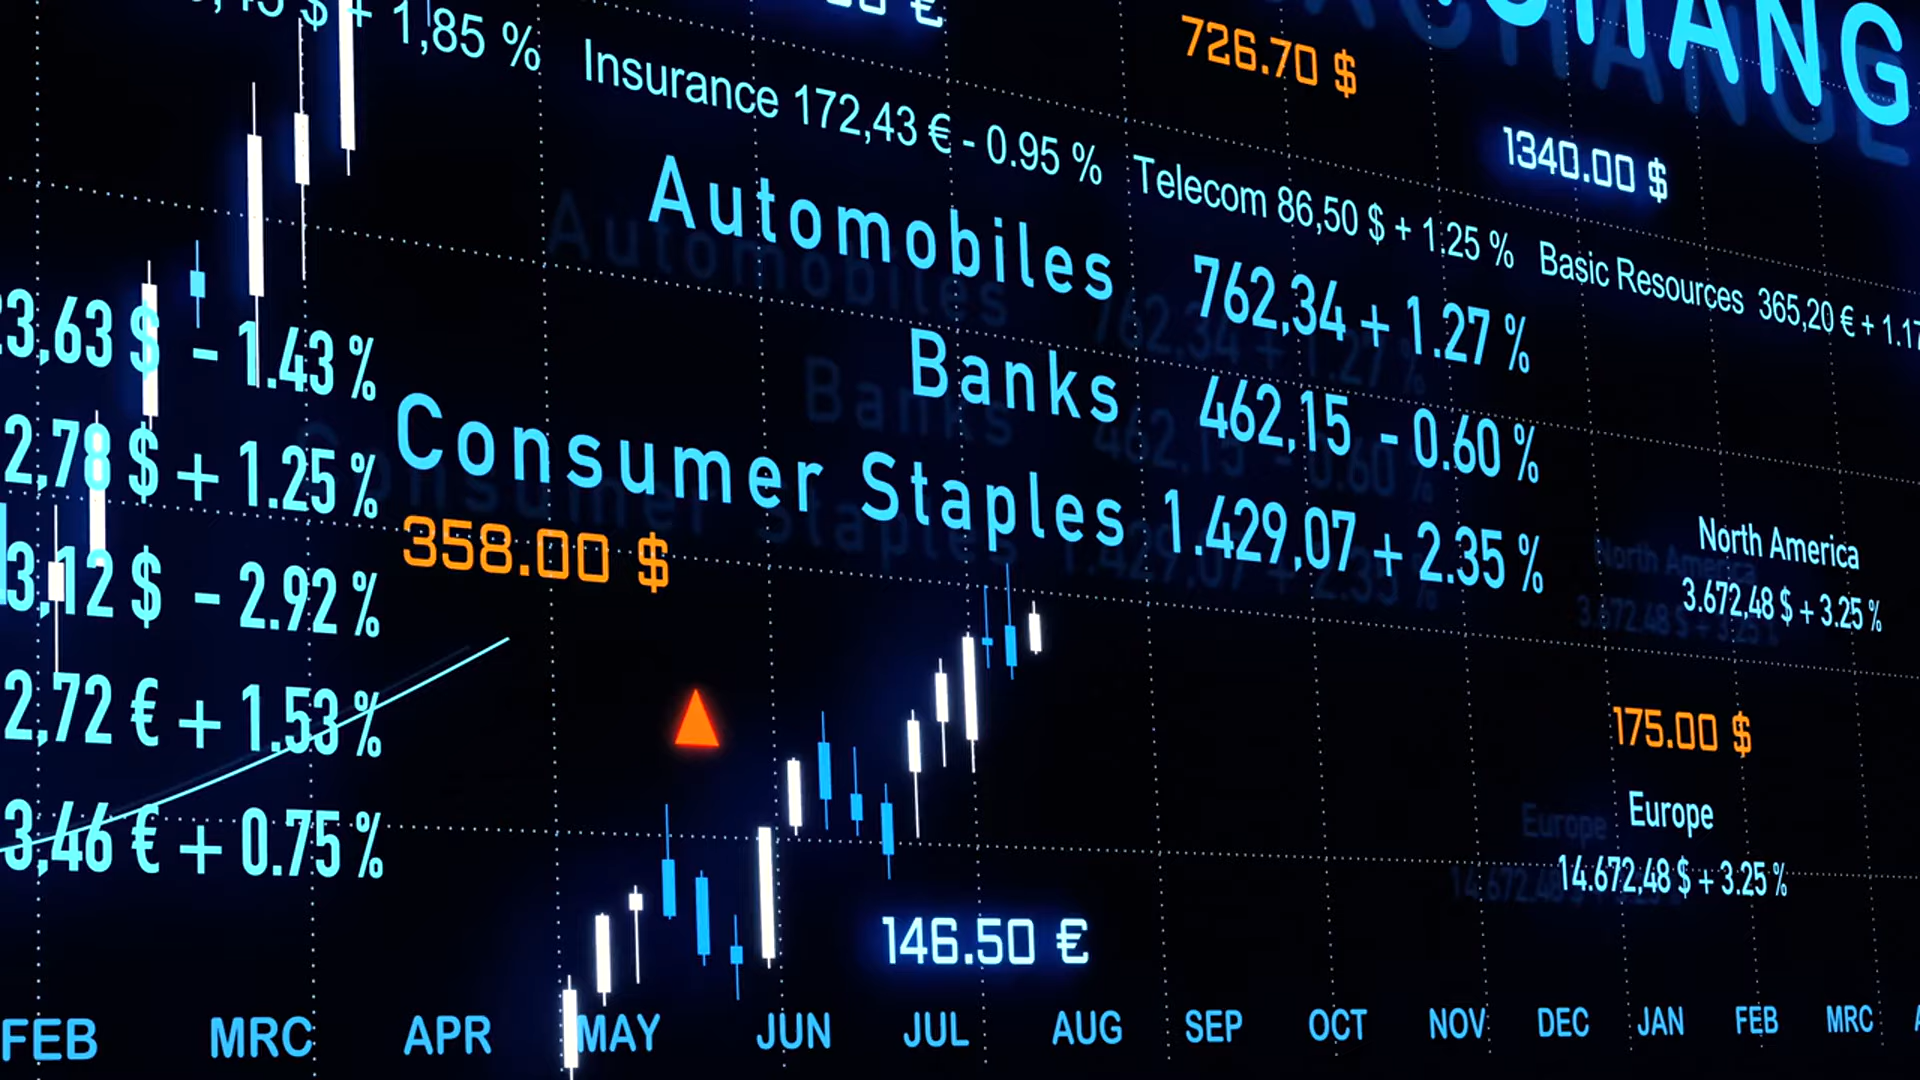 + 1,85 %
Insurance 172,43 € - 0.95 %
Telecom 86,50 $ + 1.25 %
Basic Resources 365,20 € + 1.17
726.70 $
1340.00 $
Automobiles 762,34 + 1.27 %
Banks 462,15 - 0.60 %
Consumer Staples 1.429,07 + 2.35 %
3,63 $ - 1.43 %
2,78 $ + 1.25 %
3,12 $ - 2.92 %
2,72 € + 1.53 %
3,46 € + 0.75 %
358.00 $
North America
3.672,48 $ + 3.25 %
175.00 $
Europe
14.672,48 $ + 3.25 %
146.50 €
FEB MRC APR MAY JUN JUL AUG SEP OCT NOV DEC JAN FEB MRC